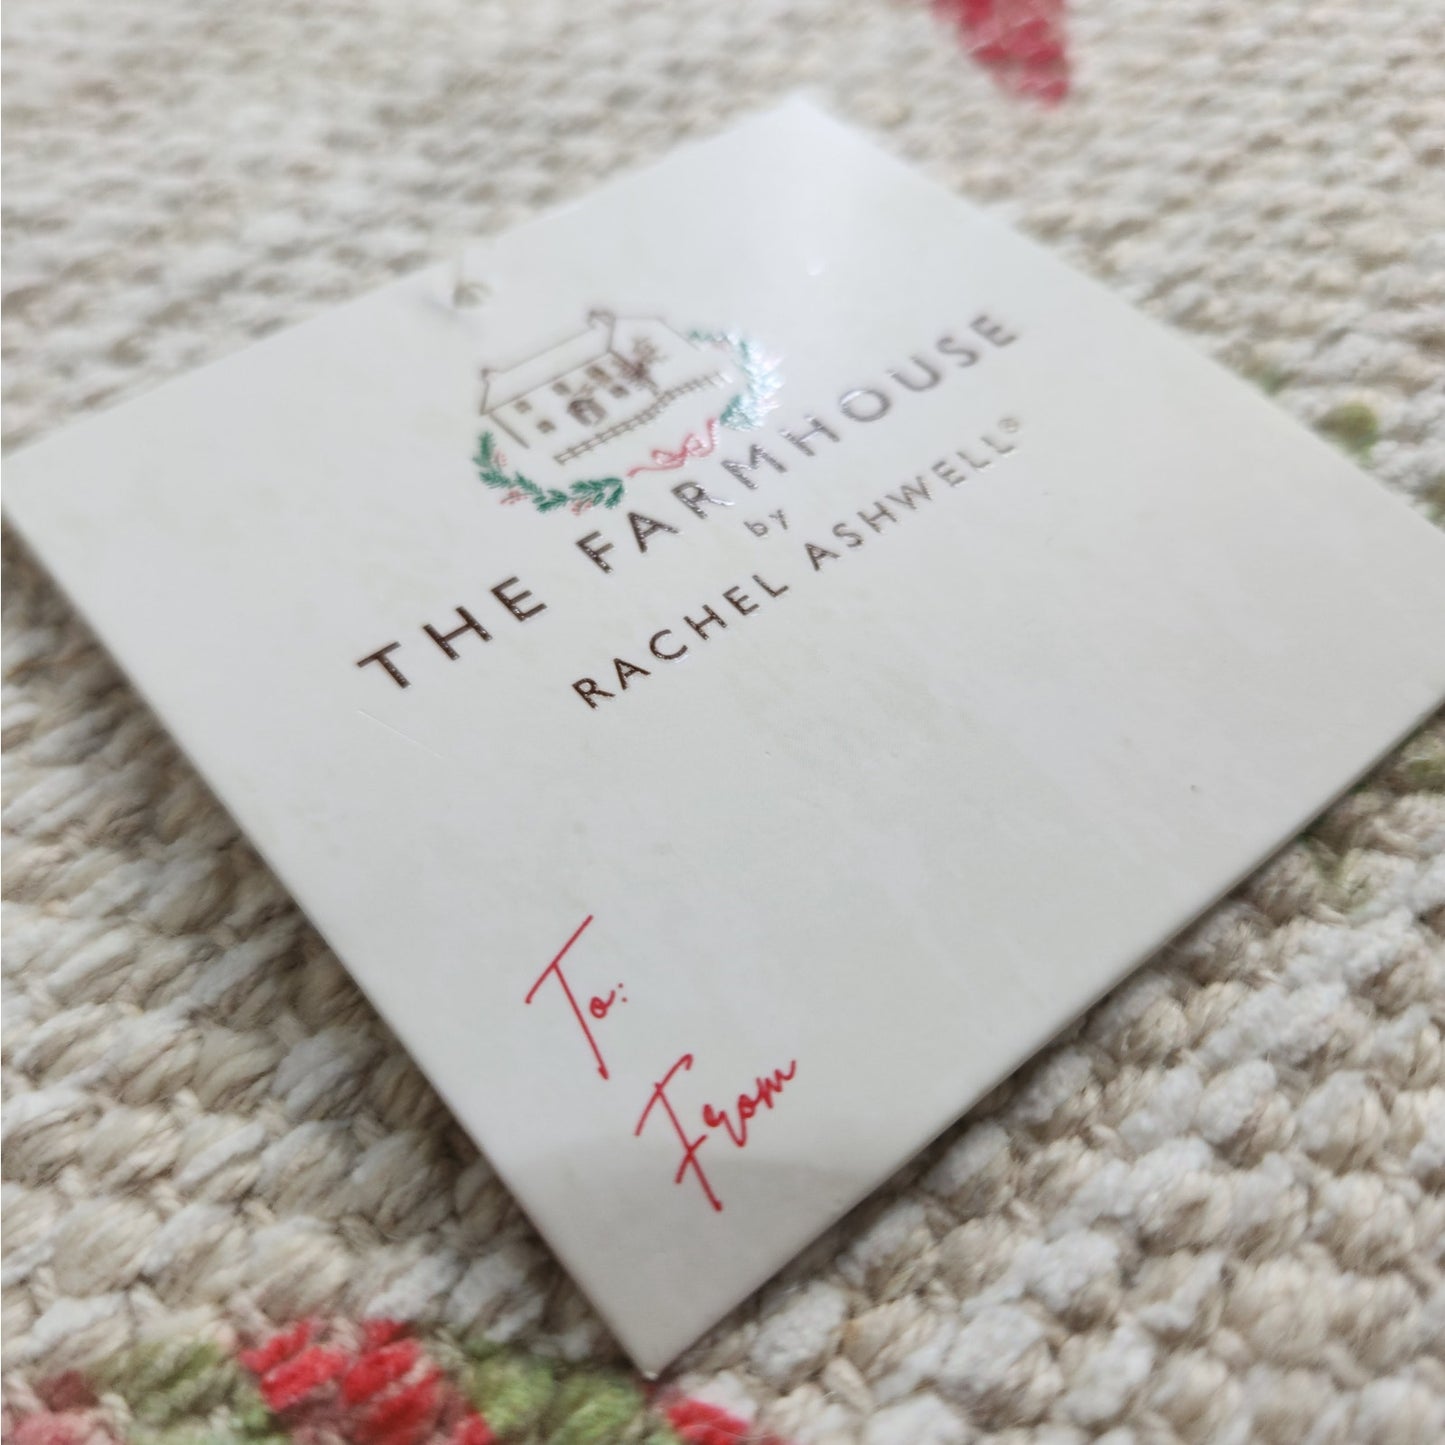 THE FARMHOUSE
by
RACHEL ASHWELL®
To:
From